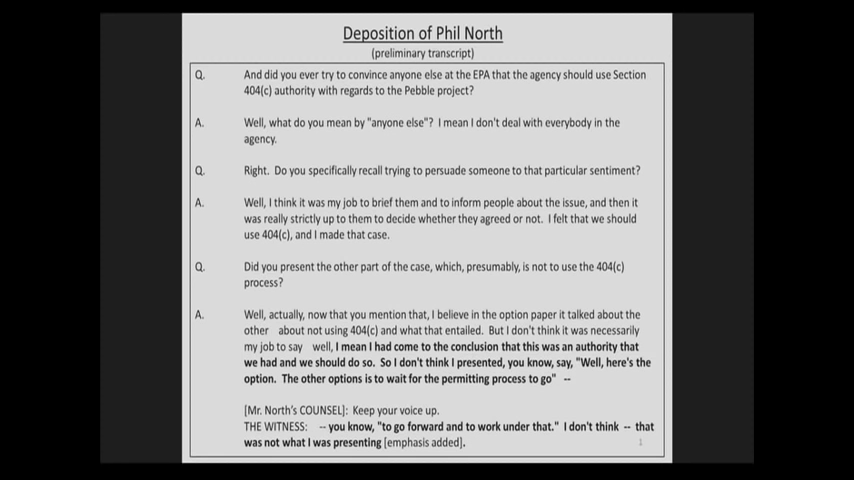 Deposition of Phil North
(preliminary transcript)
Q. And did you ever try to convince anyone else at the EPA that the agency should use Section
404(c) authority with regards to the Pebble project?
A. Well, what do you mean by "anyone else"? I mean I don't deal with everybody in the
agency.
Q. Right. Do you specifically recall trying to persuade someone to that particular sentiment?
A. Well, I think it was my job to brief them and to inform people about the issue, and then it
was really strictly up to them to decide whether they agreed or not. I felt that we should
use 404(c), and I made that case.
Q. Did you present the other part of the case, which, presumably, is not to use the 404(c)
process?
A. Well, actually, now that you mention that, I believe in the option paper it talked about the
other about not using 404(c) and what that entailed. But I don't think it was necessarily
my job to say well, I mean I had come to the conclusion that this was an authority that
we had and we should do so. So I don't think I presented, you know, say, "Well, here's the
option. The other options is to wait for the permitting process to go" --
[Mr. North's COUNSEL]: Keep your voice up.
THE WITNESS: -- you know, "to go forward and to work under that." I don't think -- that
was not what I was presenting [emphasis added].
1